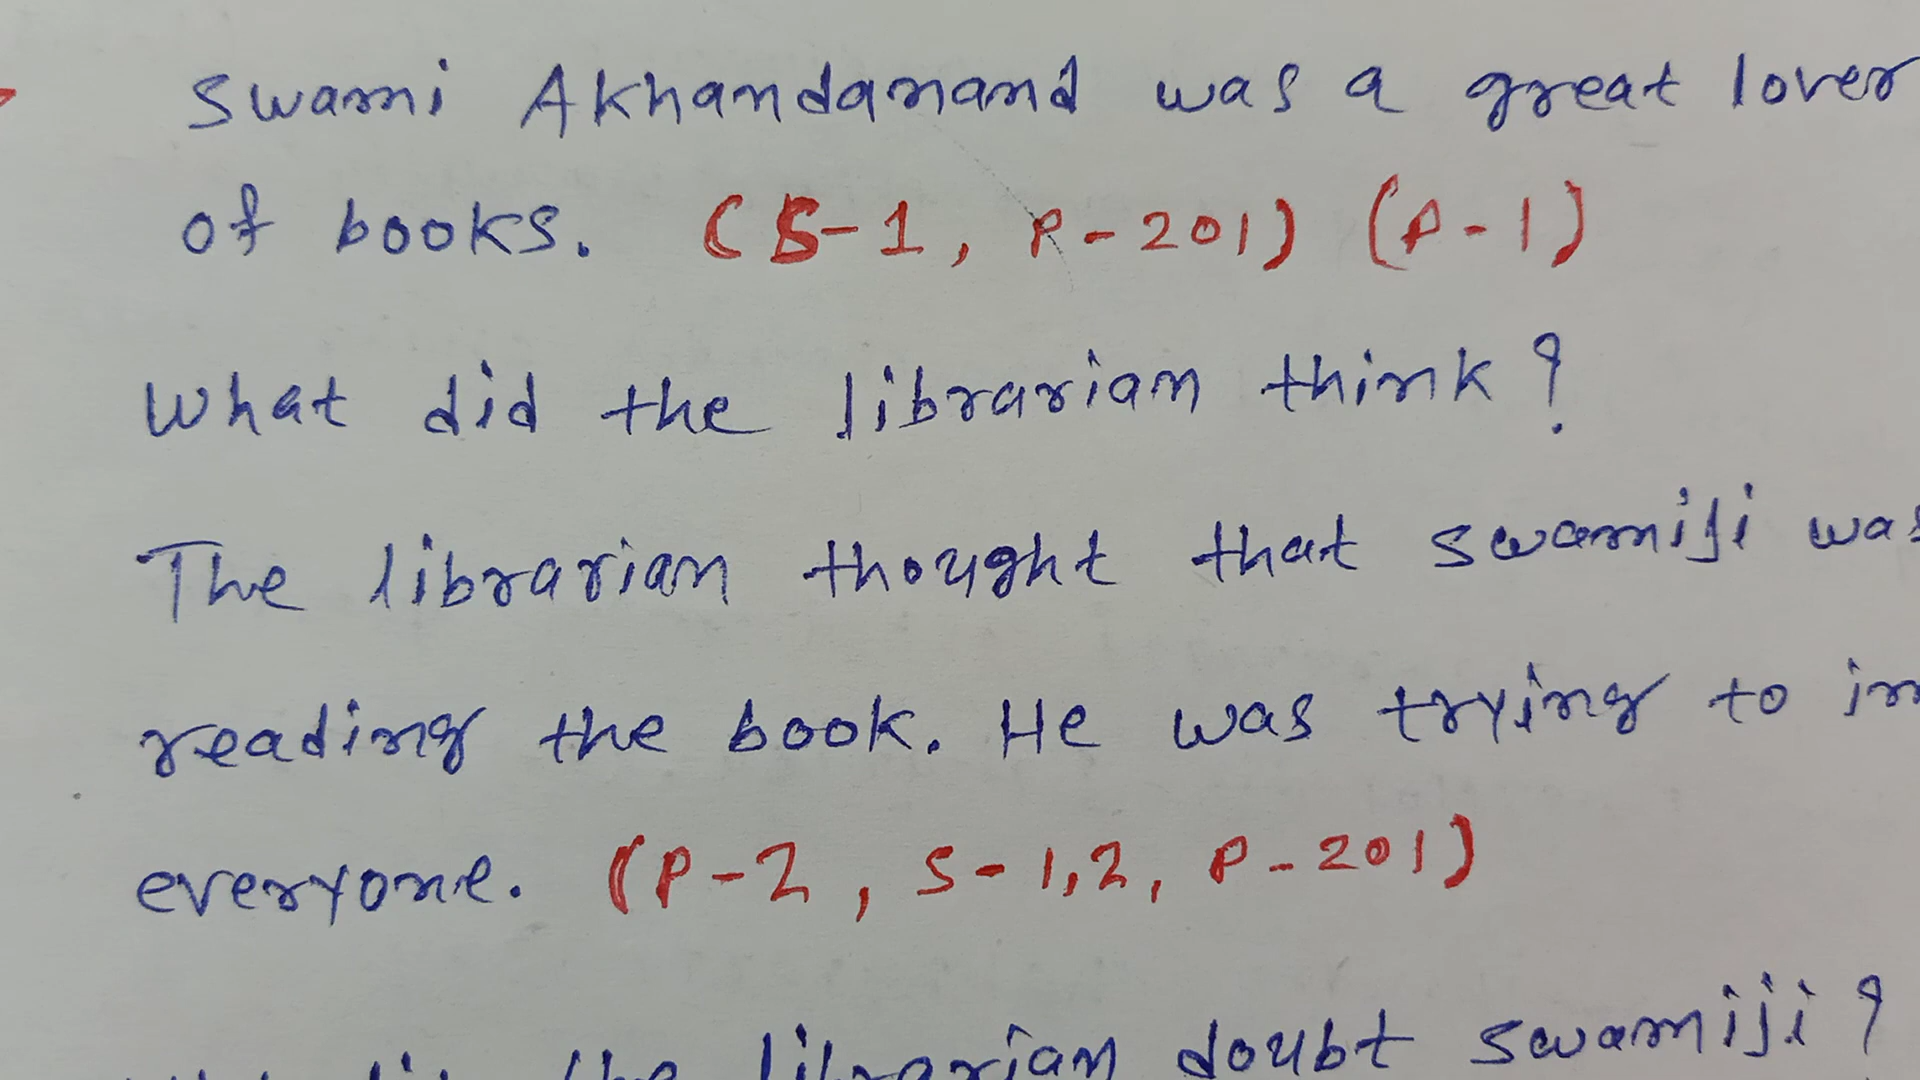 Swami Akhandanand was a great lover
of books. (S-1, P-201) (P-1)
What did the librarian think?
The librarian thought that swamiji was
reading the book. He was trying to
everyone. (P-2, S-1,2, P-201)
the librarian doubt swamiji?